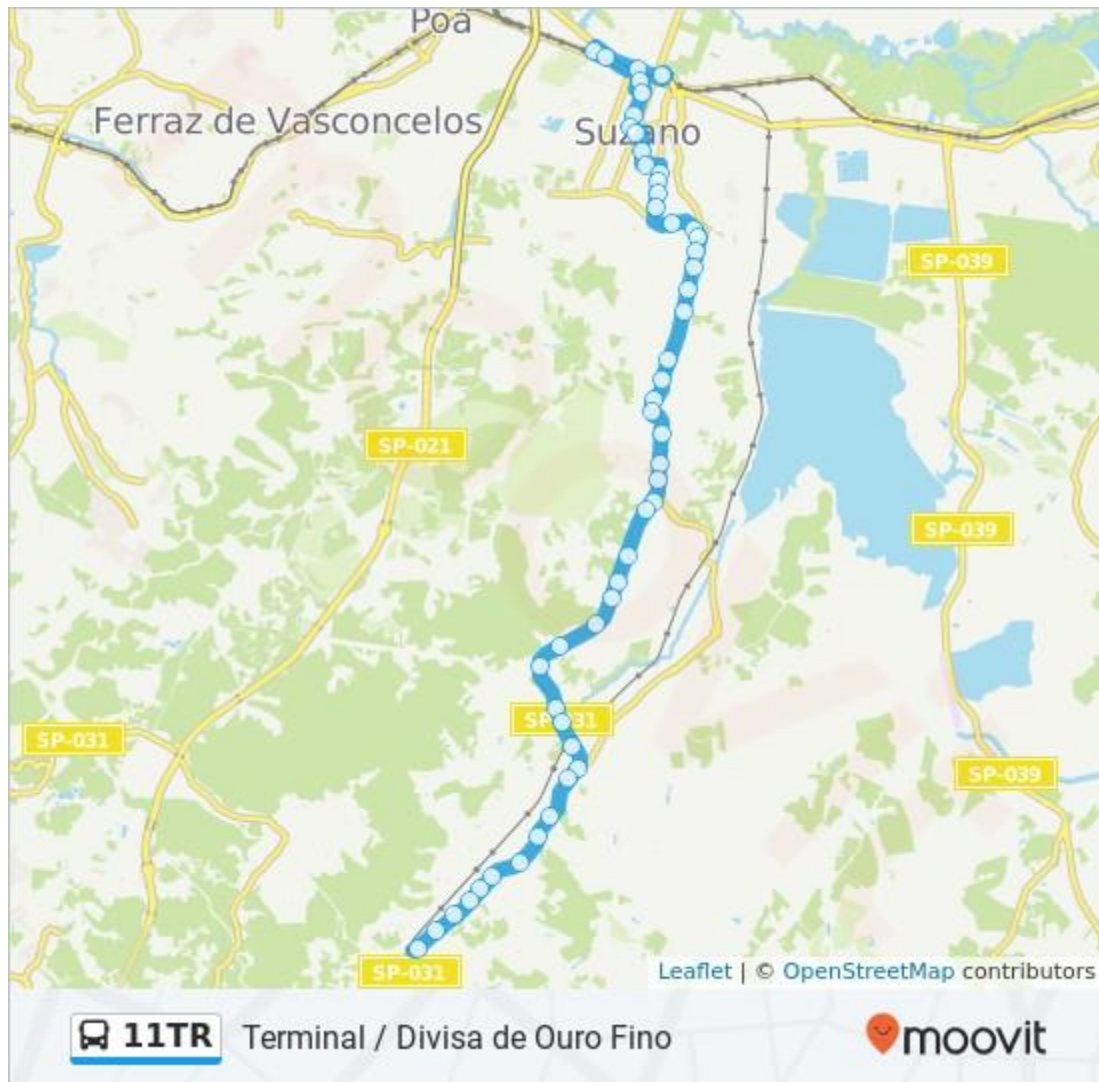 Poá
Ferraz de Vasconcelos
Suzano
SP-039
SP-021
SP-039
SP-031
SP-031
SP-039
SP-031
Leaflet | © OpenStreetMap contributors
11TR Terminal / Divisa de Ouro Fino
moovit